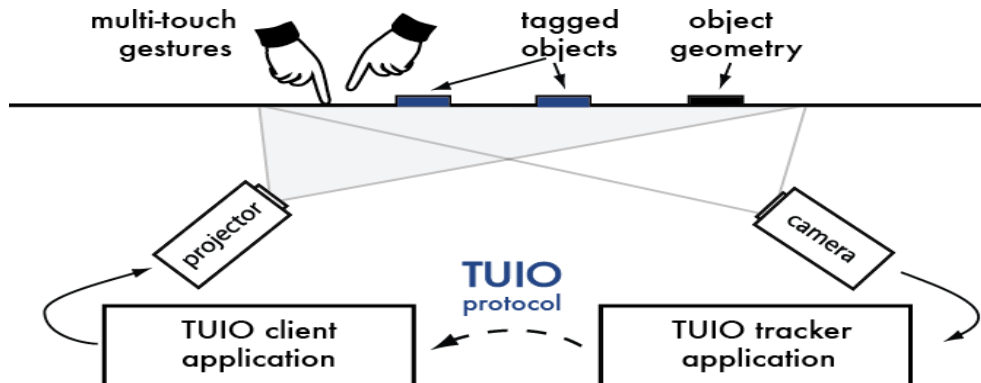 multi-touch
gestures
tagged
objects
object
geometry
projector
camera
TUIO
protocol
TUIO client
application
TUIO tracker
application